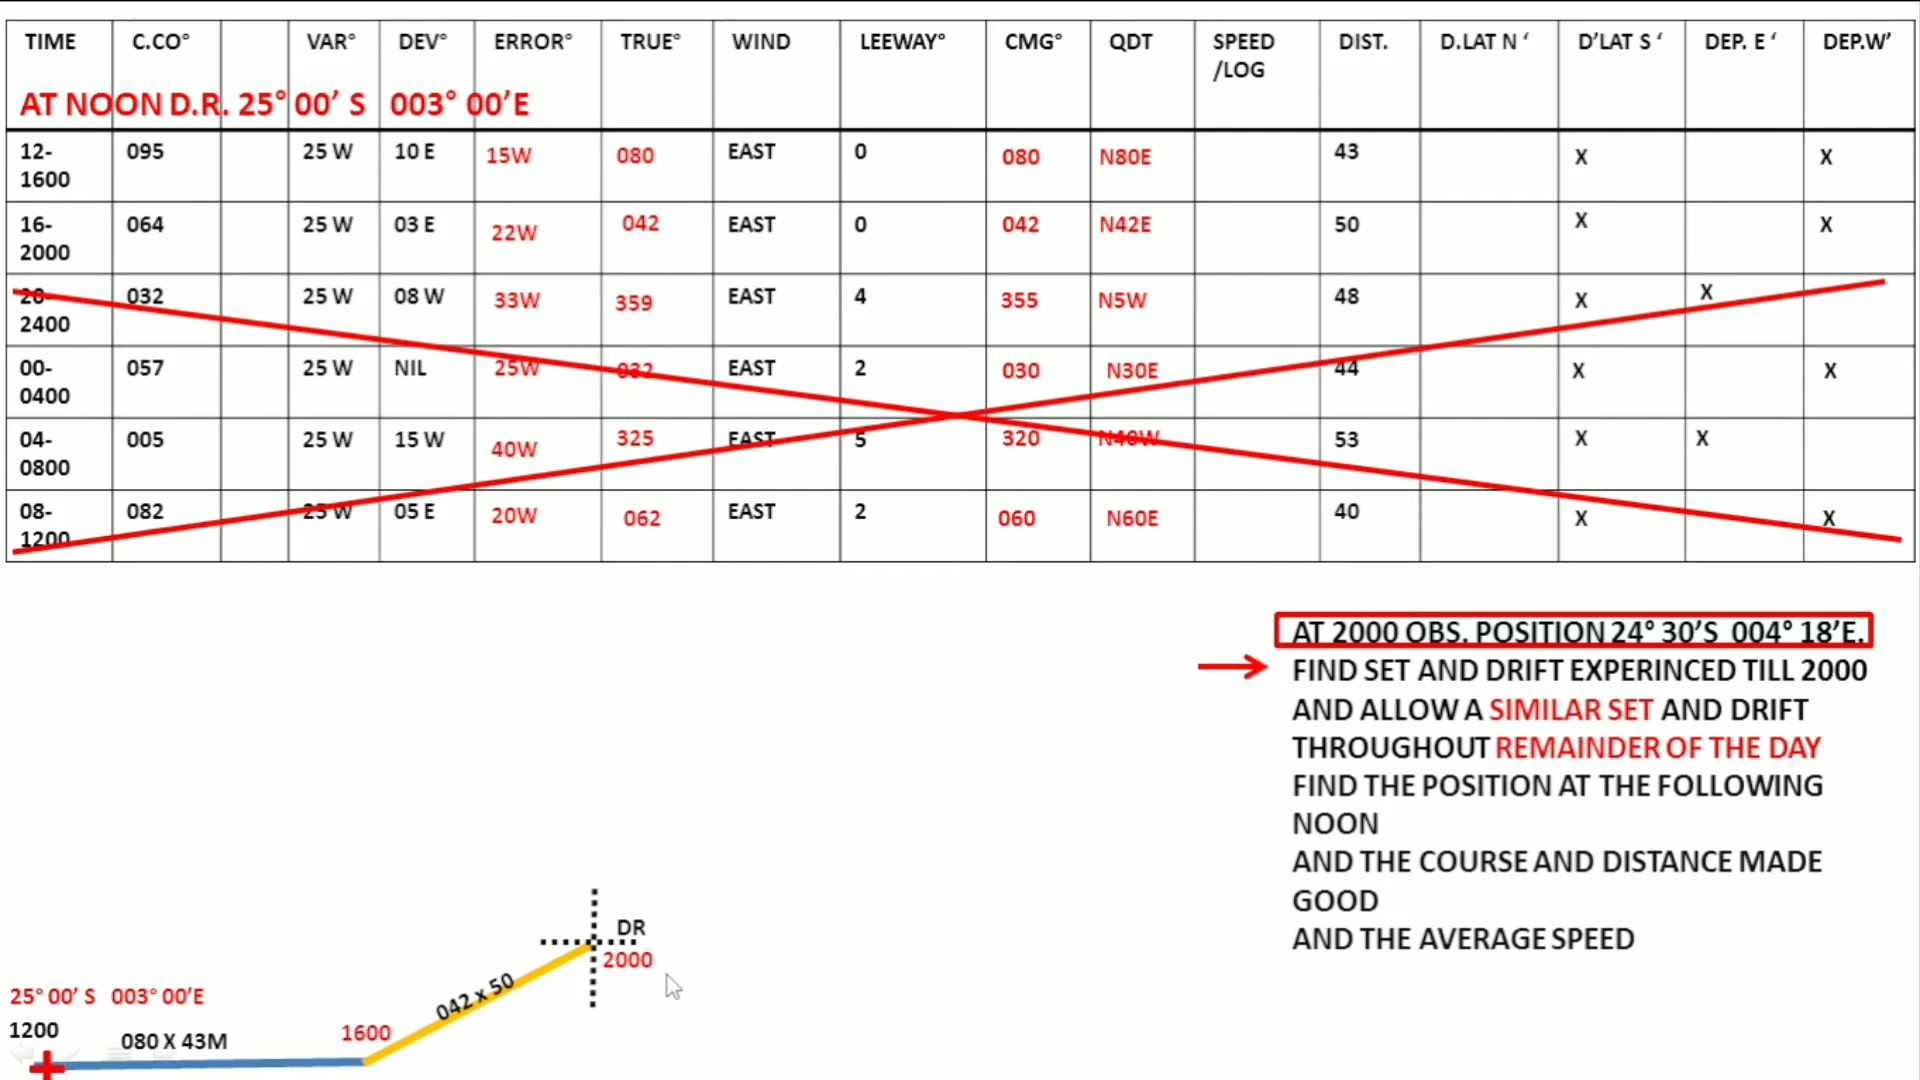 TIME C.CO° VAR° DEV° ERROR° TRUE° WIND LEEWAY° CMG° QDT SPEED /LOG DIST. D.LAT N ‘ D’LAT S ‘ DEP. E ‘ DEP.W’
AT NOON D.R. 25° 00’ S 003° 00’E
12-1600 095 25 W 10 E 15W 080 EAST 0 080 N80E 43 X X
16-2000 064 25 W 03 E 22W 042 EAST 0 042 N42E 50 X X
20-2400 032 25 W 08 W 33W 359 EAST 4 355 N5W 48 X X
00-0400 057 25 W NIL 25W 032 EAST 2 030 N30E 44 X X
04-0800 005 25 W 15 W 40W 325 EAST 5 320 N40W 53 X X
08-1200 082 25 W 05 E 20W 062 EAST 2 060 N60E 40 X X
AT 2000 OBS. POSITION 24° 30’S 004° 18’E.
FIND SET AND DRIFT EXPERINCED TILL 2000
AND ALLOW A SIMILAR SET AND DRIFT
THROUGHOUT REMAINDER OF THE DAY
FIND THE POSITION AT THE FOLLOWING
NOON
AND THE COURSE AND DISTANCE MADE
GOOD
AND THE AVERAGE SPEED
DR
2000
042 x 50
25° 00’ S 003° 00’E
1200
080 X 43M
1600